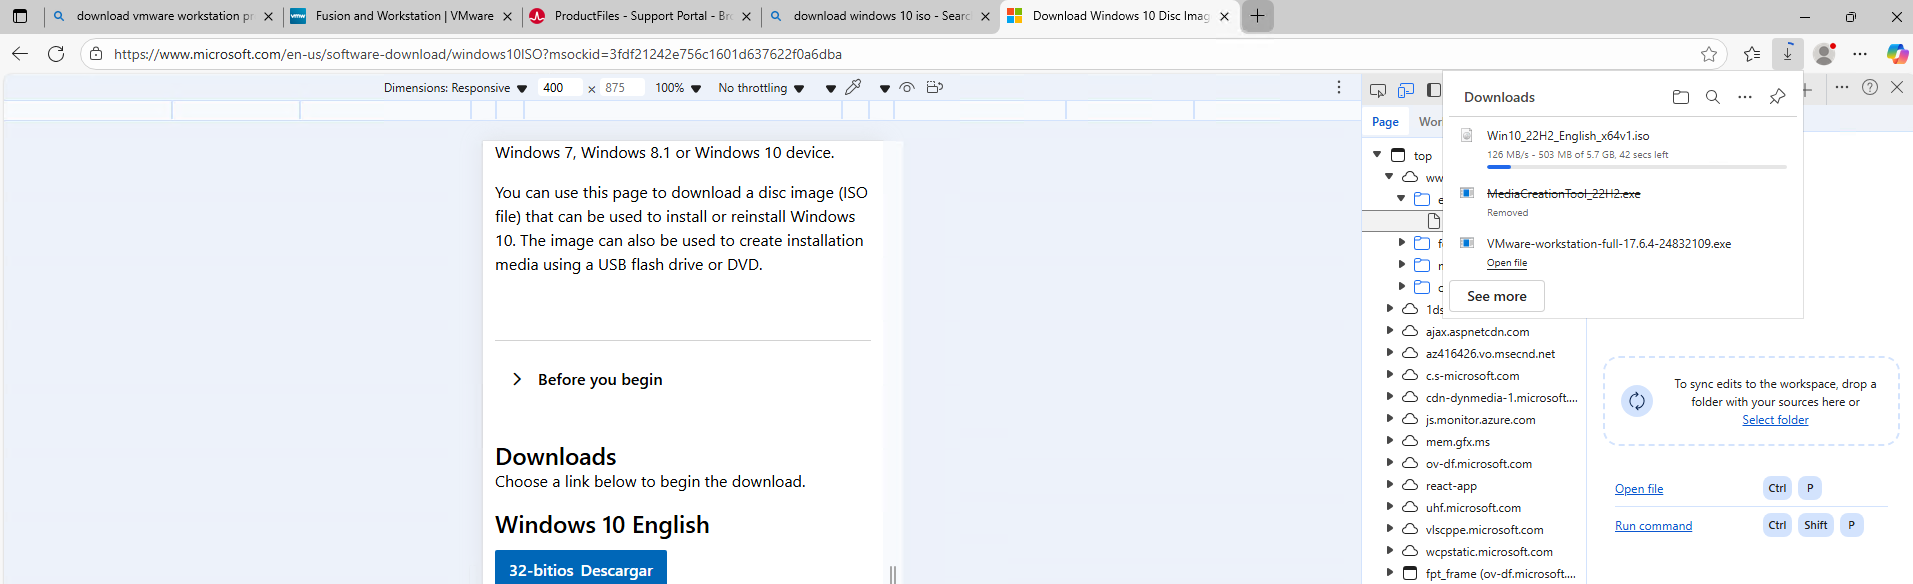 download vmware workstation pr
Fusion and Workstation | VMware
ProductFiles - Support Portal - Bro
download windows 10 iso - Searc
Download Windows 10 Disc Imag
https://www.microsoft.com/en-us/software-download/windows10ISO?msockid=3fdf21242e756c1601d637622f0a6dba
Dimensions: Responsive 400 × 875 100% No throttling
Windows 7, Windows 8.1 or Windows 10 device.
You can use this page to download a disc image (ISO
file) that can be used to install or reinstall Windows
10. The image can also be used to create installation
media using a USB flash drive or DVD.
Before you begin
Downloads
Choose a link below to begin the download.
Windows 10 English
32-bitios Descargar
Page Wor
top
ww
e
1ds
ajax.aspnetcdn.com
az416426.vo.msecnd.net
c.s-microsoft.com
cdn-dynmedia-1.microsoft....
js.monitor.azure.com
mem.gfx.ms
ov-df.microsoft.com
react-app
uhf.microsoft.com
vlscppe.microsoft.com
wcpstatic.microsoft.com
fpt_frame (ov-df.microsoft....
Downloads
Win10_22H2_English_x64v1.iso
126 MB/s - 503 MB of 5.7 GB, 42 secs left
MediaCreationTool_22H2.exe
Removed
VMware-workstation-full-17.6.4-24832109.exe
Open file
See more
To sync edits to the workspace, drop a
folder with your sources here or
Select folder
Open file Ctrl P
Run command Ctrl Shift P